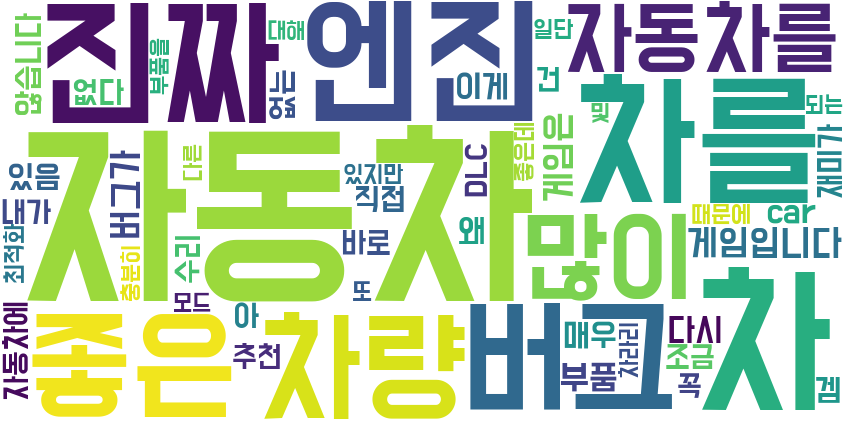 않습니다
진짜
엔진
자동차를
없다
부품을
대해
없는
이게
일단
건
씬
되는
자동차
차를
좋은데
게임은
재미가
DLC
다른
있지만
직접
있음
버그가
내가
최적화
충분히
수리
바로
또
왜
많이
때문에
car
게임입니다
모드
자동차에
좋은
아
추천
차량
버그
매우
차라리
다시
조금
부품
꼭
차
겜